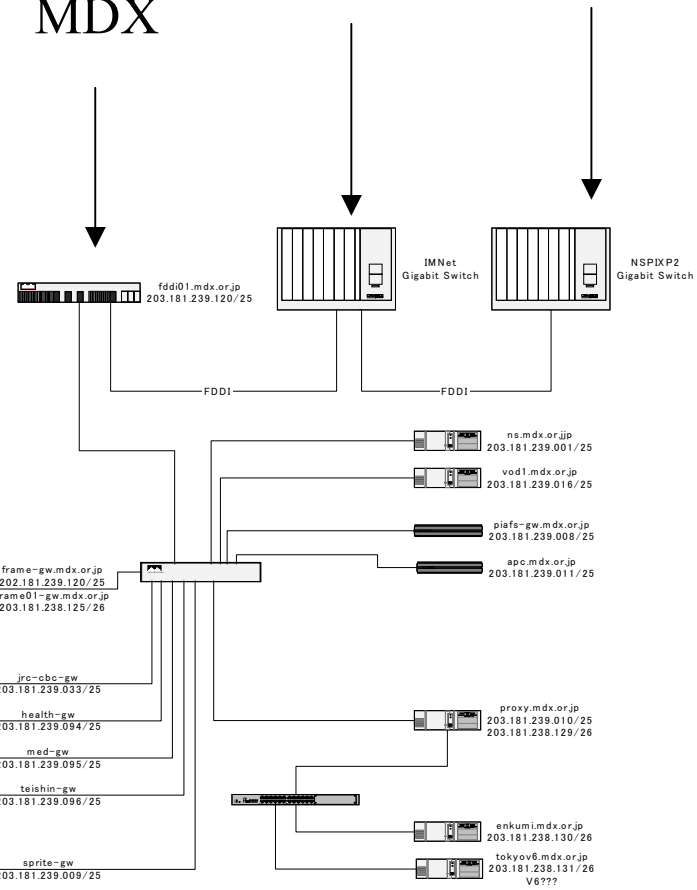 MDX
IMNet
Gigabit Switch
NSPIXP2
Gigabit Switch
fddi01.mdx.or.jp
203.181.239.120/25
FDDI
FDDI
ns.mdx.or.jjp
203.181.239.001/25
vod1.mdx.or.jp
203.181.239.016/25
piafs-gw.mdx.or.jp
203.181.239.008/25
apc.mdx.or.jp
203.181.239.011/25
frame-gw.mdx.or.jp
202.181.239.120/25
rame01-gw.mdx.or.jp
203.181.238.125/26
jrc-cbc-gw
203.181.239.033/25
health-gw
203.181.239.094/25
med-gw
203.181.239.095/25
teishin-gw
203.181.239.096/25
sprite-gw
203.181.239.009/25
proxy.mdx.or.jp
203.181.239.010/25
203.181.238.129/26
enkumi.mdx.or.jp
203.181.238.130/26
tokyov6.mdx.or.jp
203.181.238.131/26
V6???